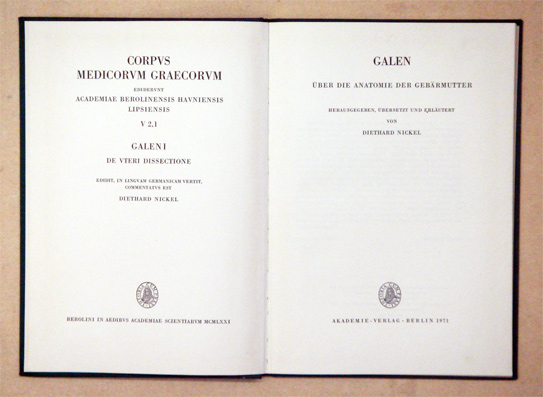 CORPVS
MEDICORVM GRAECORVM
EDIDERVNT
ACADEMIAE BEROLINENSIS HAVNIENSIS
LIPSIENSIS
V 2,1
GALENI
DE VTERI DISSECTIONE
EDIDIT, IN LINGVAM GERMANICAM VERTIT,
COMMENTATVS EST
DIETHARD NICKEL
BEROLINI IN AEDIBVS ACADEMIAE SCIENTIARVM MCMLXXI
GALEN
ÜBER DIE ANATOMIE DER GEBÄRMUTTER
HERAUSGEGEBEN, ÜBERSETZT UND ERLÄUTERT
VON
DIETHARD NICKEL
AKADEMIE-VERLAG · BERLIN 1971